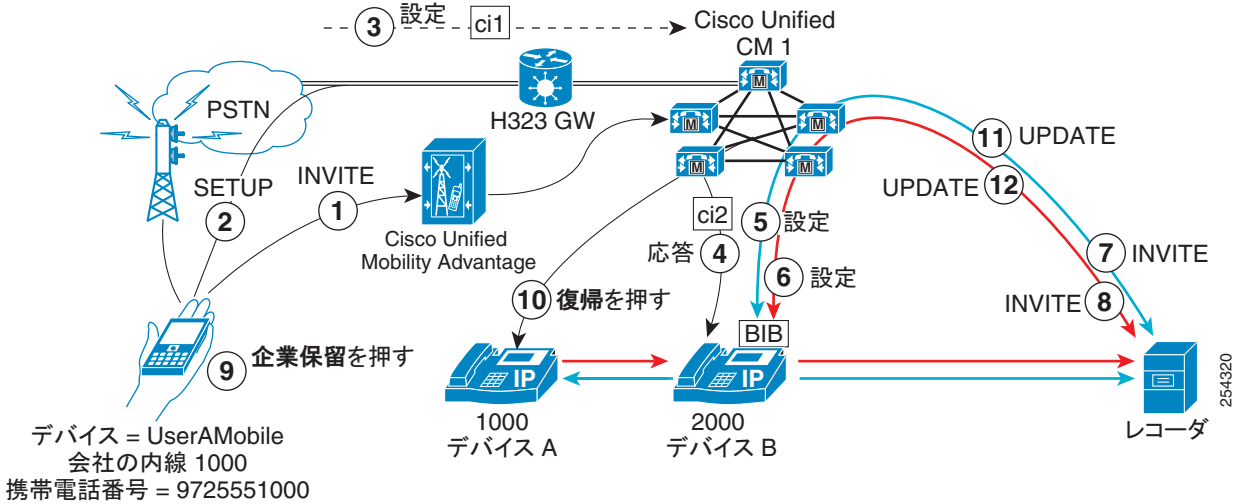 3 設定 ci1
Cisco Unified
CM 1
PSTN
H323 GW
SETUP
2
INVITE
1
Cisco Unified
Mobility Advantage
M
M
M
M
M
11 UPDATE
UPDATE 12
ci2
5 設定
応答 4
6 設定
7 INVITE
INVITE 8
10 復帰を押す
BIB
9 企業保留を押す
IP
IP
1000
デバイス A
2000
デバイス B
レコーダ
254320
デバイス = UserAMobile
会社の内線 1000
携帯電話番号 = 9725551000